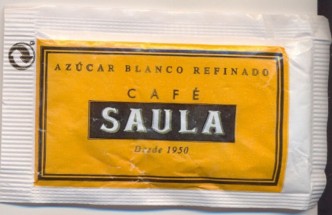 AZÚCAR BLANCO REFINADO
CAFÉ
SAULA
Desde 1950